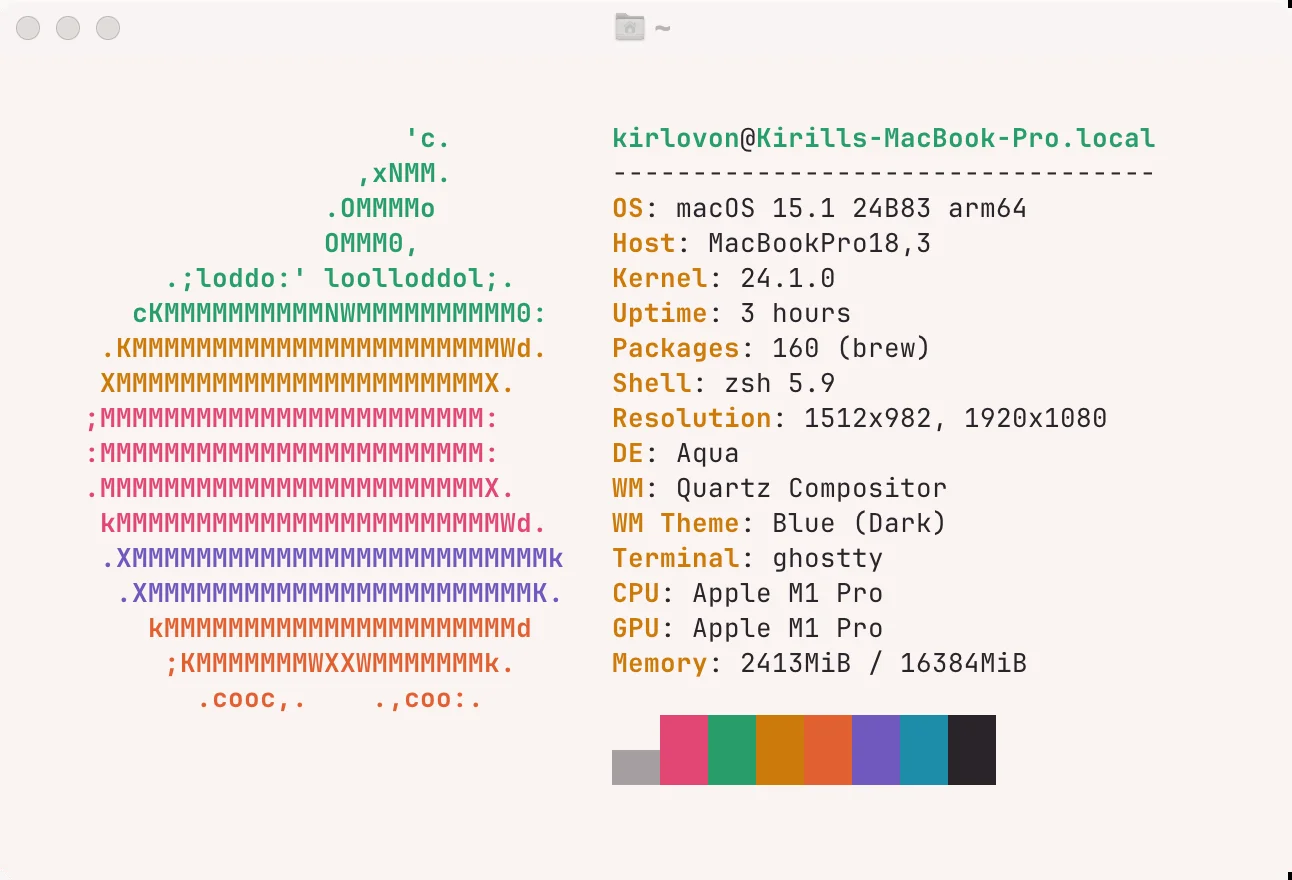 ~
'c.
,xNMM.
.OMMMMo
OMMM0,
.;loddo:' loolloddol;.
cKMMMMMMMMMMNWMMMMMMMMMM0:
.KMMMMMMMMMMMMMMMMMMMMMMMWd.
XMMMMMMMMMMMMMMMMMMMMMMMX.
;MMMMMMMMMMMMMMMMMMMMMMMM:
:MMMMMMMMMMMMMMMMMMMMMMMM:
.MMMMMMMMMMMMMMMMMMMMMMMMX.
kMMMMMMMMMMMMMMMMMMMMMMMMWd.
.XMMMMMMMMMMMMMMMMMMMMMMMMMMk
.XMMMMMMMMMMMMMMMMMMMMMMMMK.
kMMMMMMMMMMMMMMMMMMMMMMd
;KMMMMMMMWXXWMMMMMMMk.
.cooc,.    .,coo:.
kirlovon@Kirills-MacBook-Pro.local
----------------------------------
OS: macOS 15.1 24B83 arm64
Host: MacBookPro18,3
Kernel: 24.1.0
Uptime: 3 hours
Packages: 160 (brew)
Shell: zsh 5.9
Resolution: 1512x982, 1920x1080
DE: Aqua
WM: Quartz Compositor
WM Theme: Blue (Dark)
Terminal: ghostty
CPU: Apple M1 Pro
GPU: Apple M1 Pro
Memory: 2413MiB / 16384MiB